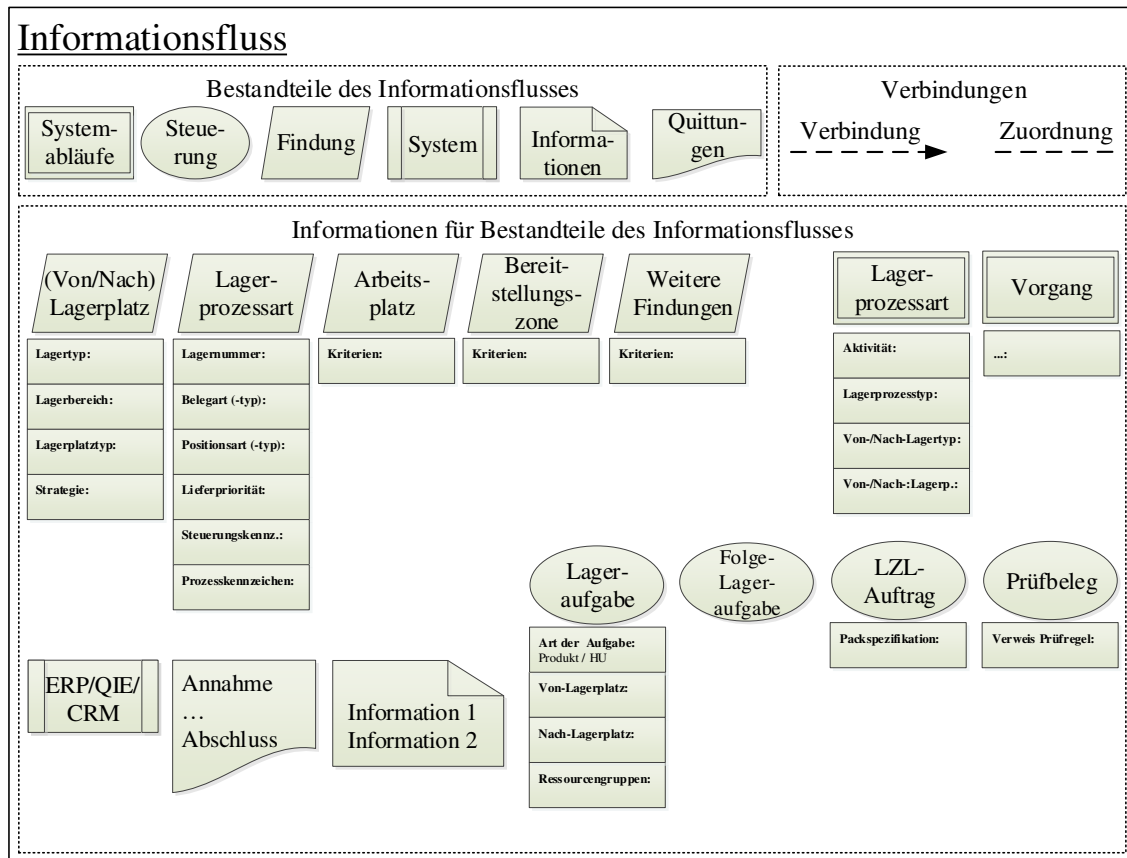 Informationsfluss
Bestandteile des Informationsflusses
System-
abläufe
Steue-
rung
Findung
System
Informa-
tionen
Quittun-
gen
Verbindungen
Verbindung
Zuordnung
Informationen für Bestandteile des Informationsflusses
(Von/Nach)
Lagerplatz
Lagertyp:
Lagerbereich:
Lagerplatztyp:
Strategie:
Lager-
prozessart
Lagernummer:
Belegart (-typ):
Positionsart (-typ):
Lieferpriorität:
Steuerungskennz.:
Prozesskennzeichen:
Arbeits-
platz
Kriterien:
Bereit-
stellungs-
zone
Kriterien:
Weitere
Findungen
Kriterien:
Lager-
prozessart
Aktivität:
Lagerprozesstyp:
Von-/Nach-Lagertyp:
Von-/Nach-:Lagerp.:
Vorgang
...:
Lager-
aufgabe
Art der Aufgabe:
Produkt / HU
Von-Lagerplatz:
Nach-Lagerplatz:
Ressourcengruppen:
Folge-
Lager-
aufgabe
LZL-
Auftrag
Packspezifikation:
Prüfbeleg
Verweis Prüfregel:
ERP/QIE/
CRM
Annahme
…
Abschluss
Information 1
Information 2